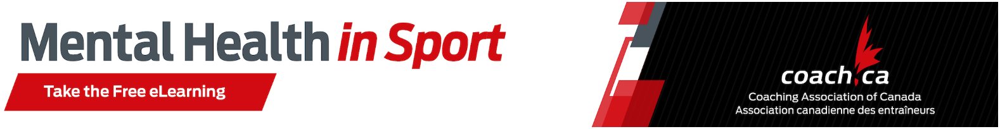 Mental Health in Sport
Take the Free eLearning
coach.ca
Coaching Association of Canada
Association canadienne des entraîneurs